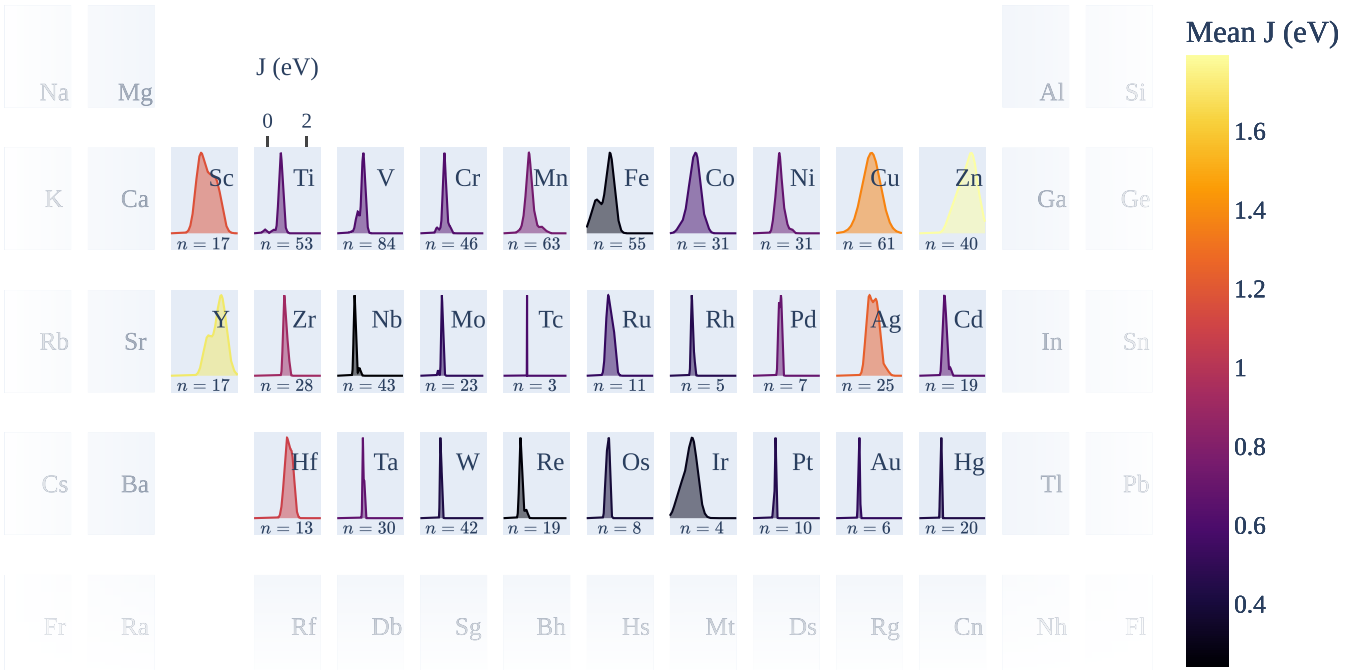 Mean J (eV)
J (eV)
Na Mg Al Si
0 2
1.6
Sc Ti V Cr Mn Fe Co Ni Cu Zn
K Ca Ga Ge
1.4
n = 17 n = 53 n = 84 n = 46 n = 63 n = 55 n = 31 n = 31 n = 61 n = 40
1.2
Y Zr Nb Mo Tc Ru Rh Pd Ag Cd
Rb Sr In Sn
1
n = 17 n = 28 n = 43 n = 23 n = 3 n = 11 n = 5 n = 7 n = 25 n = 19
0.8
Hf Ta W Re Os Ir Pt Au Hg
Cs Ba Tl Pb
0.6
n = 13 n = 30 n = 42 n = 19 n = 8 n = 4 n = 10 n = 6 n = 20
0.4
Fr Ra Rf Db Sg Bh Hs Mt Ds Rg Cn Nh Fl